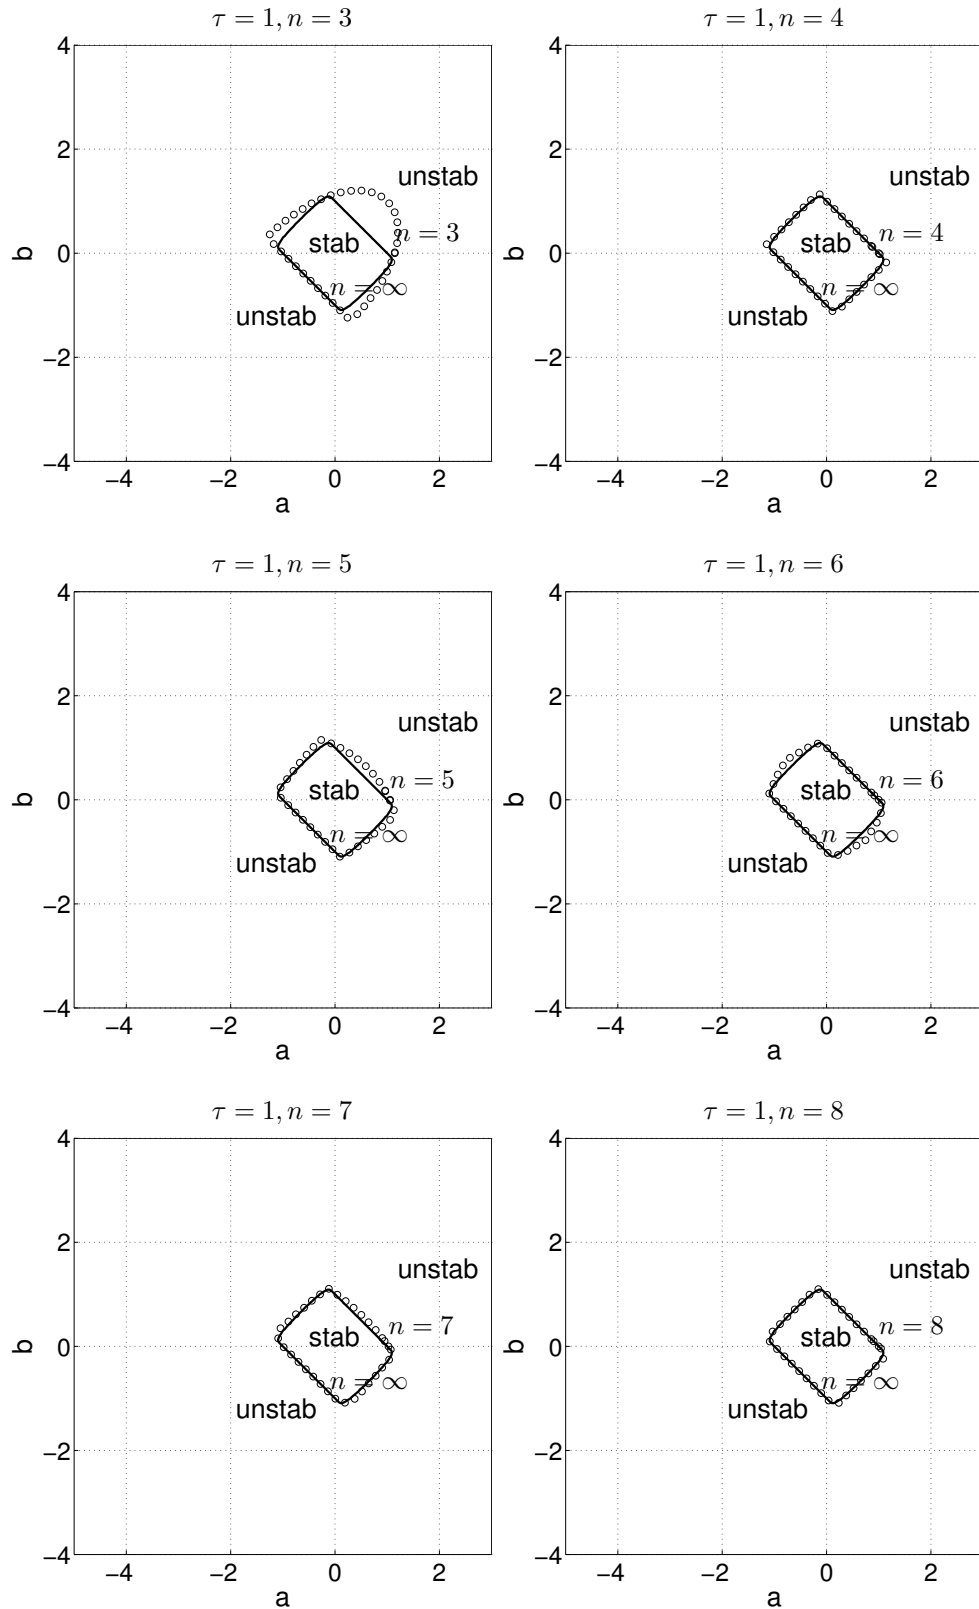 τ = 1, n = 3
4
2
0
−2
−4
b
−4
−2
0
2
a
unstab
stab
n = 3
n = ∞
unstab
τ = 1, n = 4
4
2
0
−2
−4
b
−4
−2
0
2
a
unstab
stab
n = 4
n = ∞
unstab
τ = 1, n = 5
4
2
0
−2
−4
b
−4
−2
0
2
a
unstab
stab
n = 5
n = ∞
unstab
τ = 1, n = 6
4
2
0
−2
−4
b
−4
−2
0
2
a
unstab
stab
n = 6
n = ∞
unstab
τ = 1, n = 7
4
2
0
−2
−4
b
−4
−2
0
2
a
unstab
stab
n = 7
n = ∞
unstab
τ = 1, n = 8
4
2
0
−2
−4
b
−4
−2
0
2
a
unstab
stab
n = 8
n = ∞
unstab